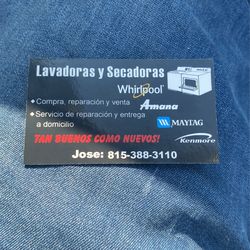 Lavadoras y Secadoras
Whirlpool
• Compra, reparación y venta
Amana
• Servicio de reparación y entrega
a domicilio
MAYTAG
TAN BUENOS COMO NUEVOS!
Kenmore
Jose: 815-388-3110